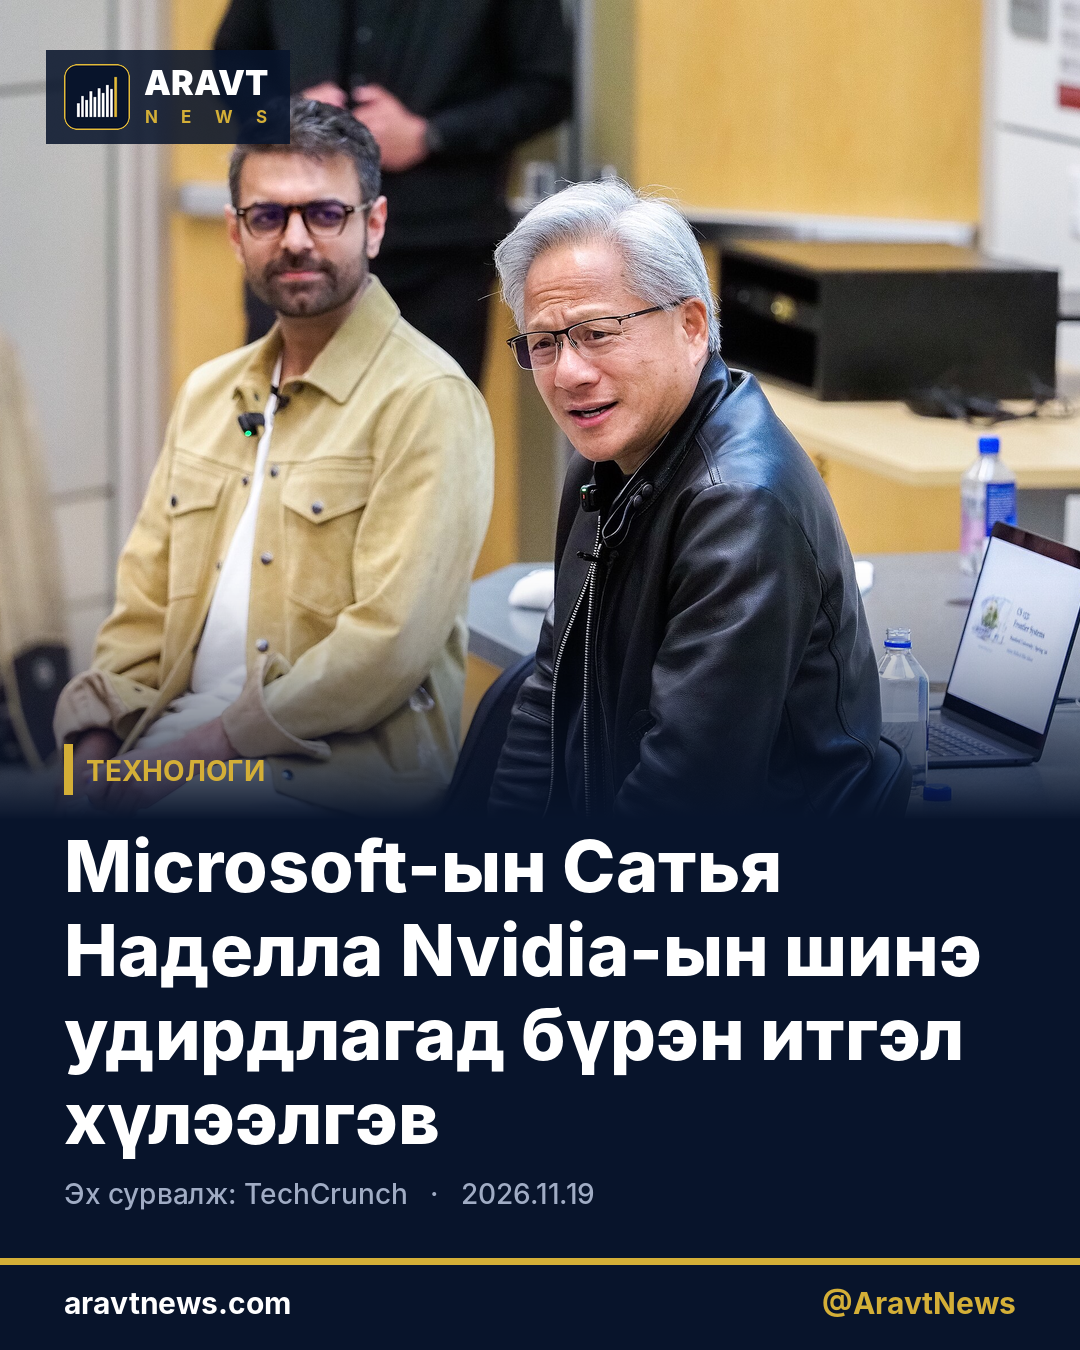 ARAVT
NEWS
ТЕХНОЛОГИ
Microsoft-ын Сатья
Наделла Nvidia-ын шинэ
удирдлагад бүрэн итгэл
хүлээлгэв
Эх сурвалж: TechCrunch · 2026.11.19
aravtnews.com
@AravtNews